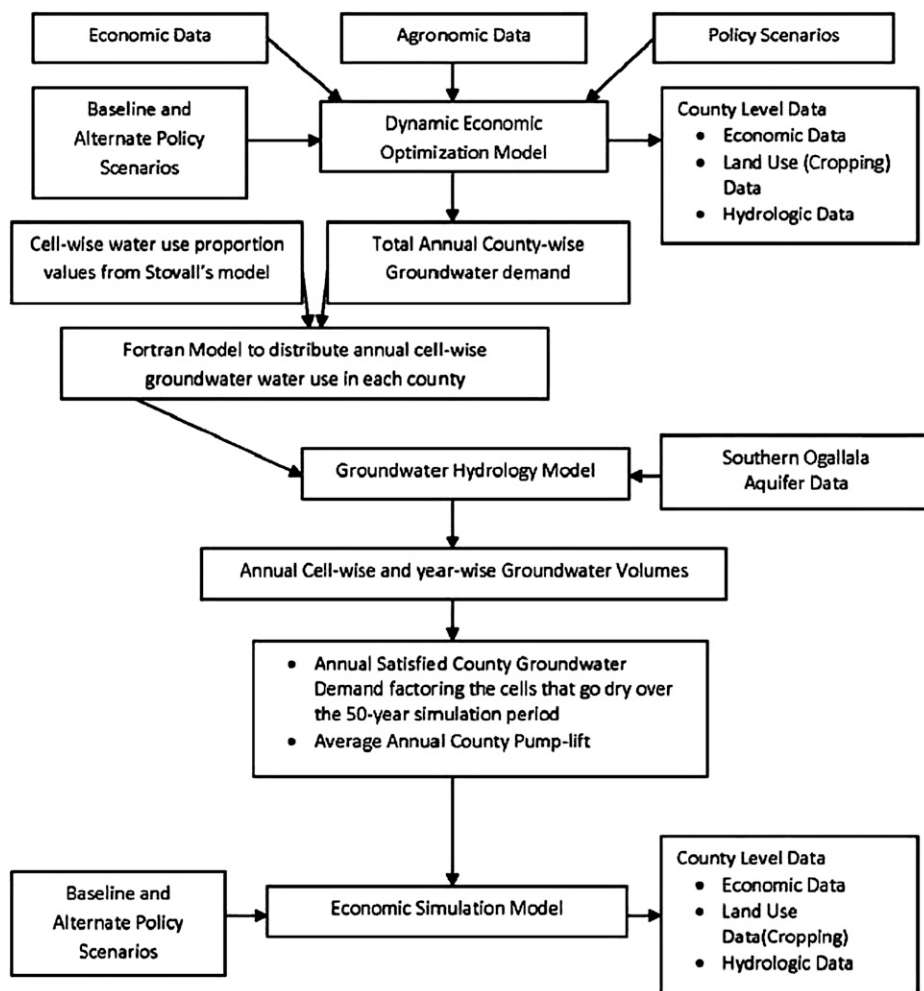 Economic Data
Agronomic Data
Policy Scenarios
Baseline and
Alternate Policy
Scenarios
Dynamic Economic
Optimization Model
County Level Data
• Economic Data
• Land Use (Cropping)
Data
• Hydrologic Data
Cell-wise water use proportion
values from Stovall's model
Total Annual County-wise
Groundwater demand
Fortran Model to distribute annual cell-wise
groundwater water use in each county
Groundwater Hydrology Model
Southern Ogallala
Aquifer Data
Annual Cell-wise and year-wise Groundwater Volumes
• Annual Satisfied County Groundwater
Demand factoring the cells that go dry over
the 50-year simulation period
• Average Annual County Pump-lift
Baseline and
Alternate Policy
Scenarios
Economic Simulation Model
County Level Data
• Economic Data
• Land Use
Data(Cropping)
• Hydrologic Data